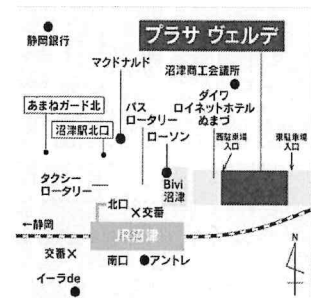 プラサ ヴェルデ
静岡銀行
マクドナルド
沼津商工会議所
あまねガード北
沼津駅北口
バス
ロータリー
ローソン
ダイワ
ロイネットホテル
ぬまづ
西駐車場
入口
東駐車場
入口
タクシー
ロータリー
Bivi
沼津
北口
×交番
←静岡
JR沼津
交番×
南口
アントレ
イーラde
N